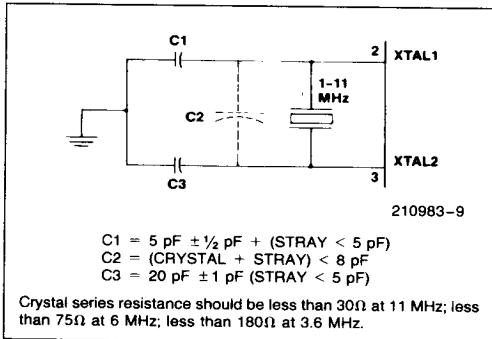 C1
2 XTAL1
1-11
MHz
C2
XTAL2
C3
3
210983-9
C1 = 5 pF ± ½ pF + (STRAY < 5 pF)
C2 = (CRYSTAL + STRAY) < 8 pF
C3 = 20 pF ± 1 pF (STRAY < 5 pF)
Crystal series resistance should be less than 30Ω at 11 MHz; less
than 75Ω at 6 MHz; less than 180Ω at 3.6 MHz.